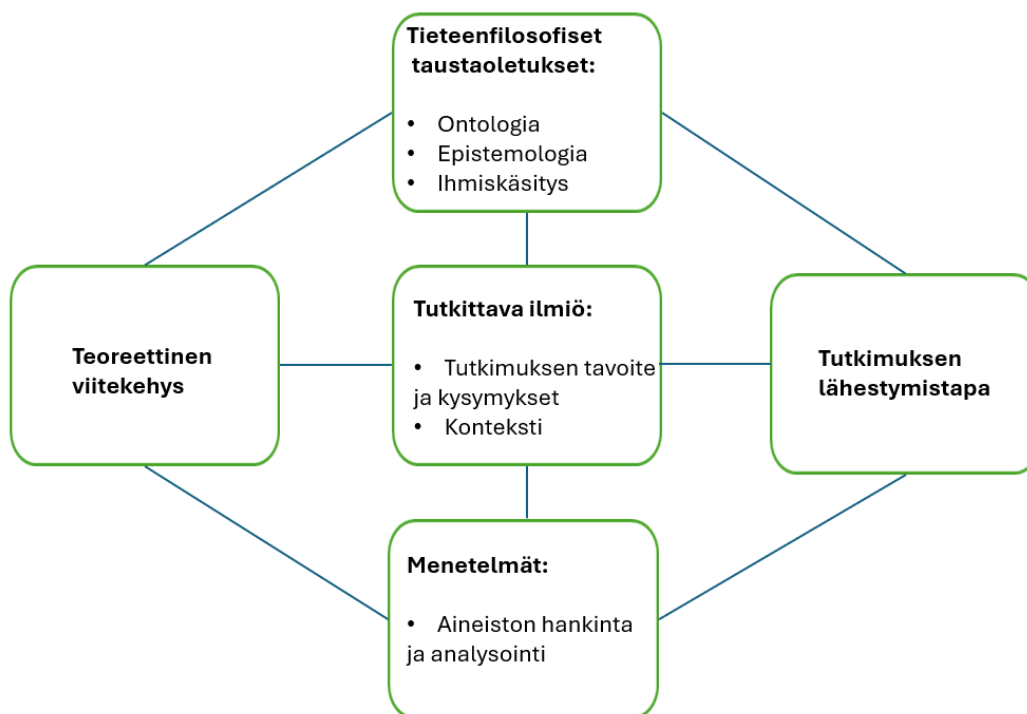 Tieteenfilosofiset
taustaoletukset:
• Ontologia
• Epistemologia
• Ihmiskäsitys
Teoreettinen
viitekehys
Tutkittava ilmiö:
• Tutkimuksen tavoite
ja kysymykset
• Konteksti
Tutkimuksen
lähestymistapa
Menetelmät:
• Aineiston hankinta
ja analysointi